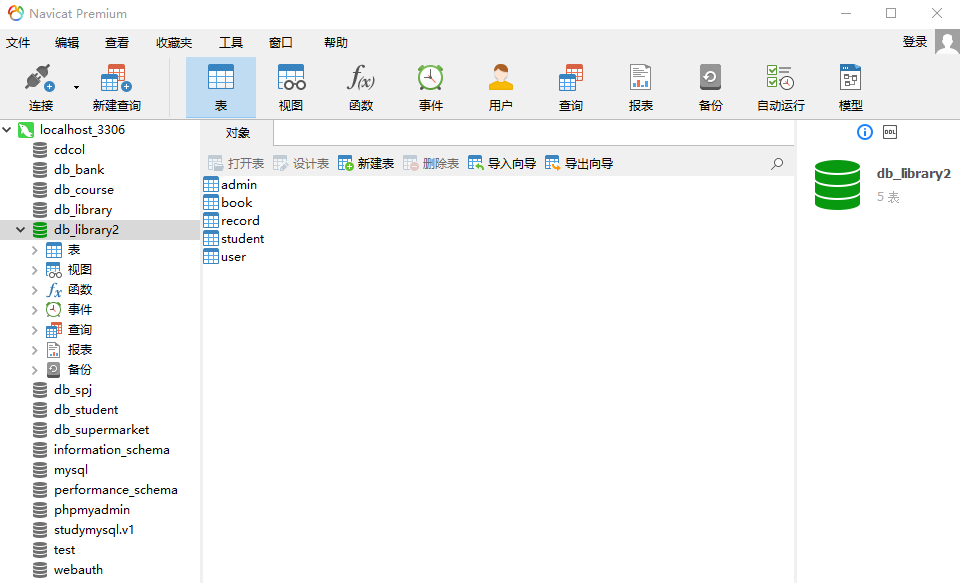 Navicat Premium
文件 编辑 查看 收藏夹 工具 窗口 帮助 登录
连接 新建查询 表 视图 函数 事件 用户 查询 报表 备份 自动运行 模型
localhost_3306
cdcol
db_bank
db_course
db_library
db_library2
表
视图
函数
事件
查询
报表
备份
db_spj
db_student
db_supermarket
information_schema
mysql
performance_schema
phpmyadmin
studymysql.v1
test
webauth
对象
打开表 设计表 新建表 删除表 导入向导 导出向导
admin
book
record
student
user
DDL
db_library2
5 表